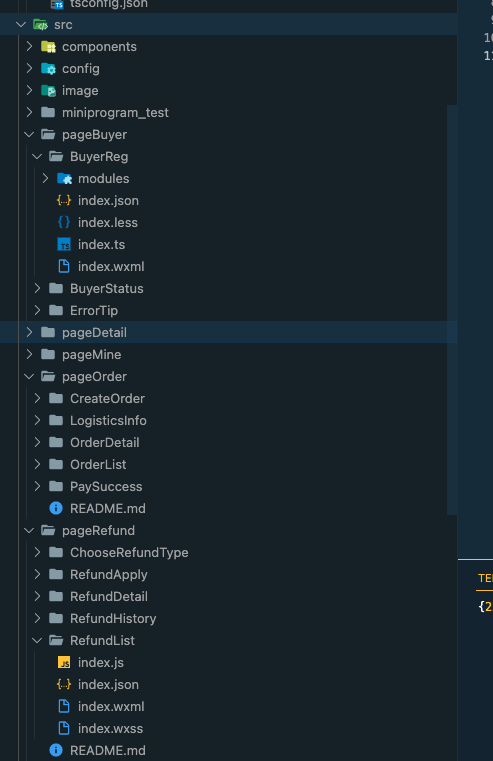 tsconfig.json
src
components
config
image
miniprogram_test
pageBuyer
BuyerReg
modules
index.json
index.less
index.ts
index.wxml
BuyerStatus
ErrorTip
pageDetail
pageMine
pageOrder
CreateOrder
LogisticsInfo
OrderDetail
OrderList
PaySuccess
README.md
pageRefund
ChooseRefundType
RefundApply
RefundDetail
RefundHistory
RefundList
index.js
index.json
index.wxml
index.wxss
README.md
10
TE
{2